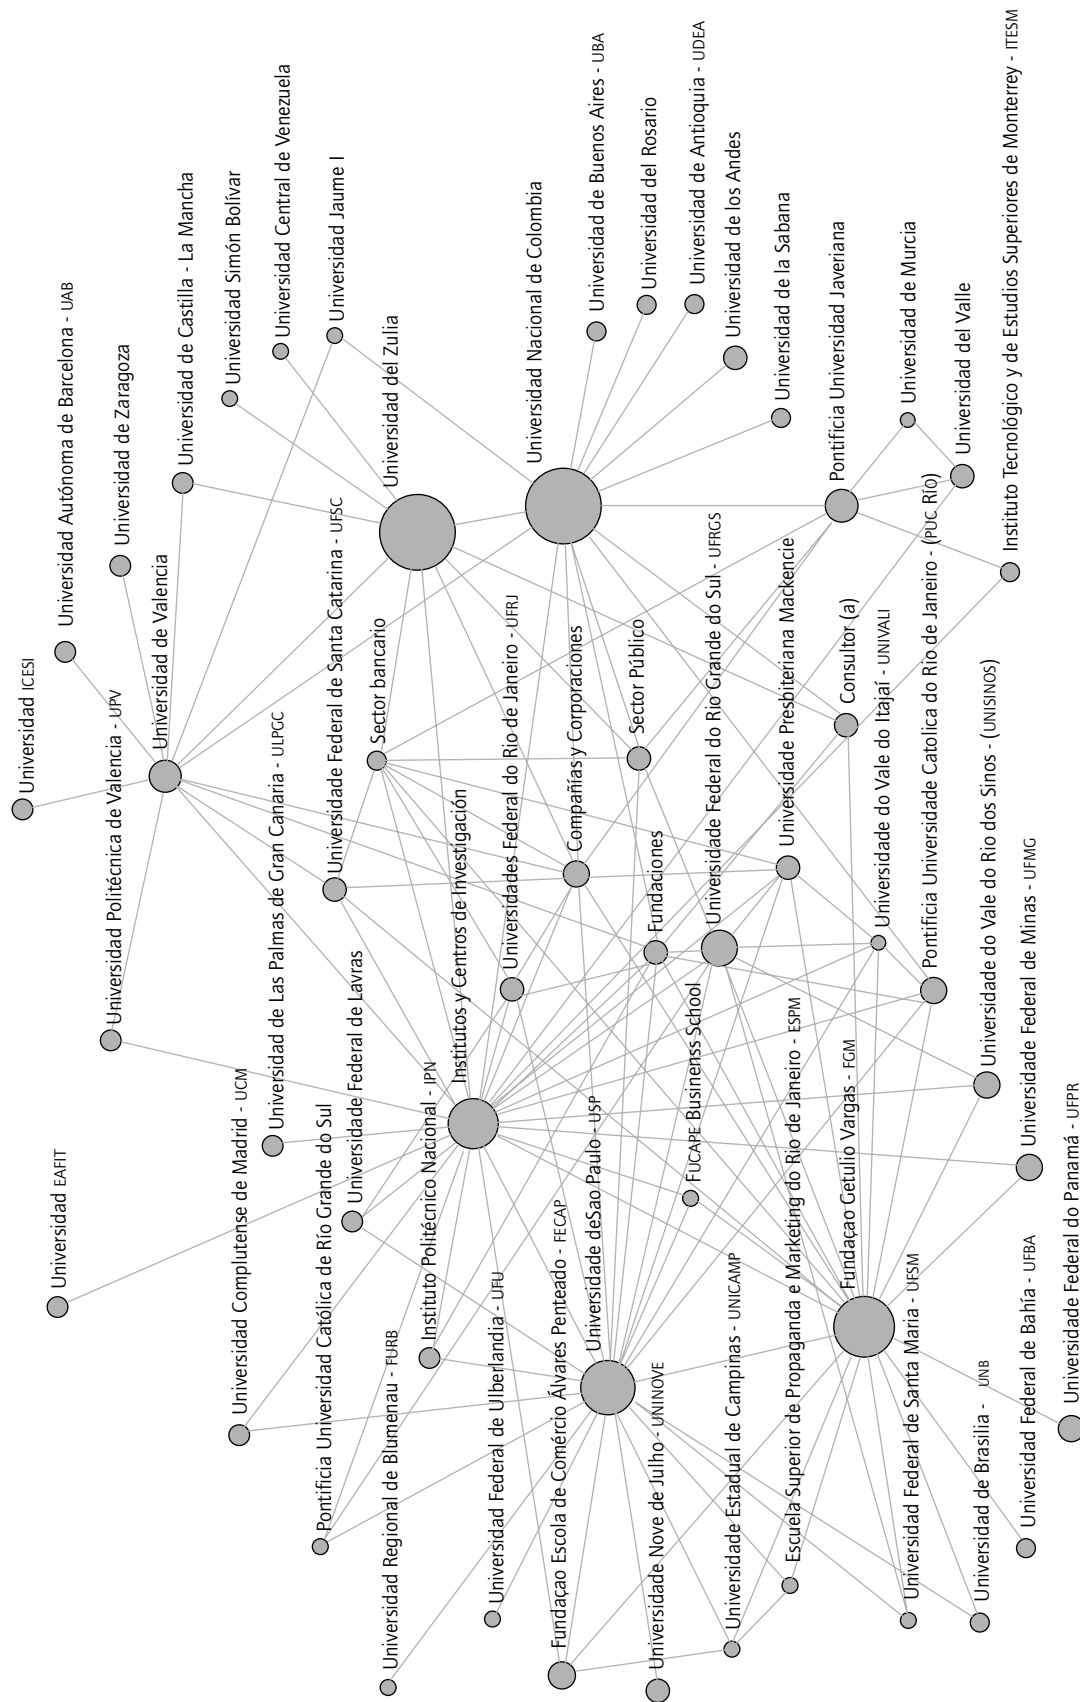 Universidad ICESI
Universidad EAFIT
Universidad Autónoma de Barcelona - UAB
Universidad de Zaragoza
Universidad Politécnica de Valencia - UPV
Universidad de Valencia
Universidad de Castilla - La Mancha
Universidad Simón Bolívar
Universidad Central de Venezuela
Universidad Jaume I
Universidad Complutense de Madrid - UCM
Universidad de Las Palmas de Gran Canaria - ULPGC
Universidade Federal de Santa Catarina - UFSC
Universidad del Zulia
Pontificia Universidad Católica de Río Grande do Sul
Universidade Federal de Lavras
Sector bancario
Universidad Regional de Blumenau - FURB
Instituto Politécnico Nacional - IPN
Institutos y Centros de Investigación
Universidades Federal do Rio de Janeiro - UFRJ
Universidad Nacional de Colombia
Universidad Federal de Ulberlandia - UFU
Fundaçao Escola de Comércio Álvares Penteado - FECAP
Universidade deSao Paulo - USP
Compañías y Corporaciones
Universidad de Buenos Aires - UBA
Universidad del Rosario
Universidade Nove de Julho - UNINOVE
Fundaciones
Sector Público
Universidad de Antioquia - UDEA
FUCAPE Businenss School
Universidade Federal do Rio Grande do Sul - UFRGS
Universidad de los Andes
Universidade Estadual de Campinas - UNICAMP
Universidade Presbiteriana Mackencie
Universidad de la Sabana
Escuela Superior de Propaganda e Marketing do Rio de Janeiro - ESPM
Fundaçao Getulio Vargas - FGM
Consultor (a)
Pontificia Universidad Javeriana
Universidade do Vale do Itajaí - UNIVALI
Universidad de Murcia
Universidad Federal de Santa Maria - UFSM
Pontificia Universidade Catolica do Rio de Janeiro - (PUC Río)
Universidad del Valle
Universidad de Brasilia - UNB
Universidade do Vale do Rio dos Sinos - (UNISINOS)
Instituto Tecnológico y de Estudios Superiores de Monterrey - ITESM
Universidad Federal de Bahía - UFBA
Universidade Federal de Minas - UFMG
Universidade Federal do Panamá - UFPR